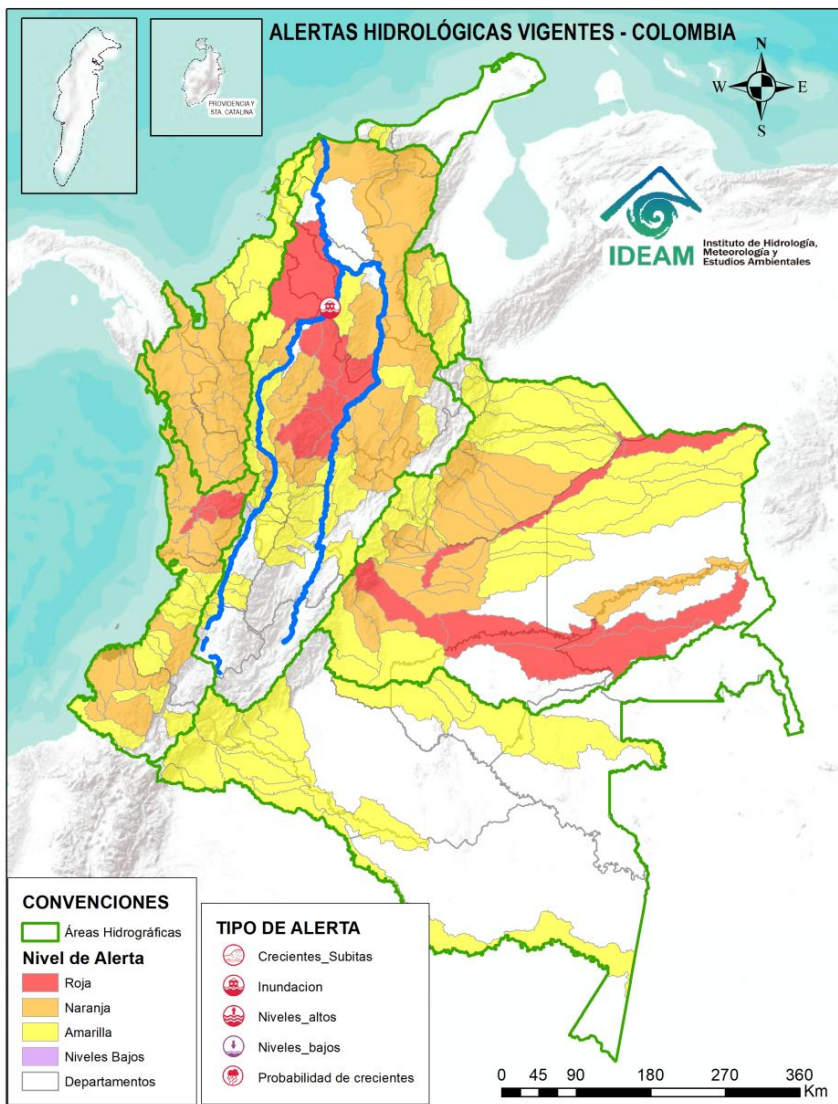 ALERTAS HIDROLÓGICAS VIGENTES - COLOMBIA
PROVIDENCIA Y
STA. CATALINA
N
W
E
S
IDEAM
Instituto de Hidrología,
Meteorología y
Estudios Ambientales
CONVENCIONES
Áreas Hidrográficas
Nivel de Alerta
Roja
Naranja
Amarilla
Niveles Bajos
Departamentos
TIPO DE ALERTA
Crecientes_Subitas
Inundacion
Niveles_altos
Niveles_bajos
Probabilidad de crecientes
0 45 90 180 270 360
Km